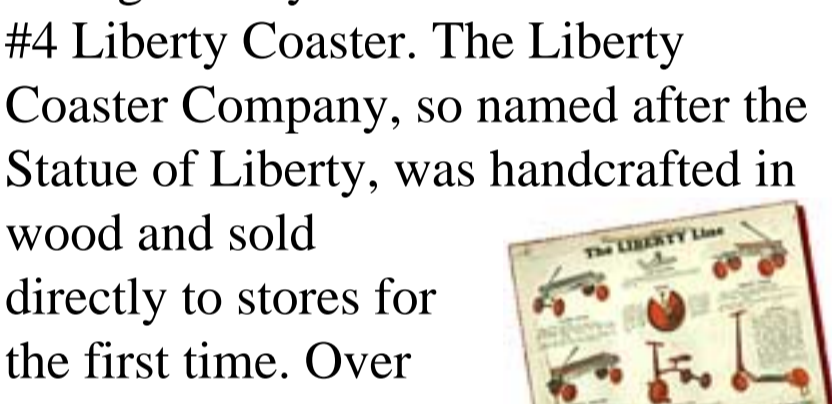 #4 Liberty Coaster. The Liberty
Coaster Company, so named after the
Statue of Liberty, was handcrafted in
wood and sold
directly to stores for
the first time. Over
The LIBERTY Line